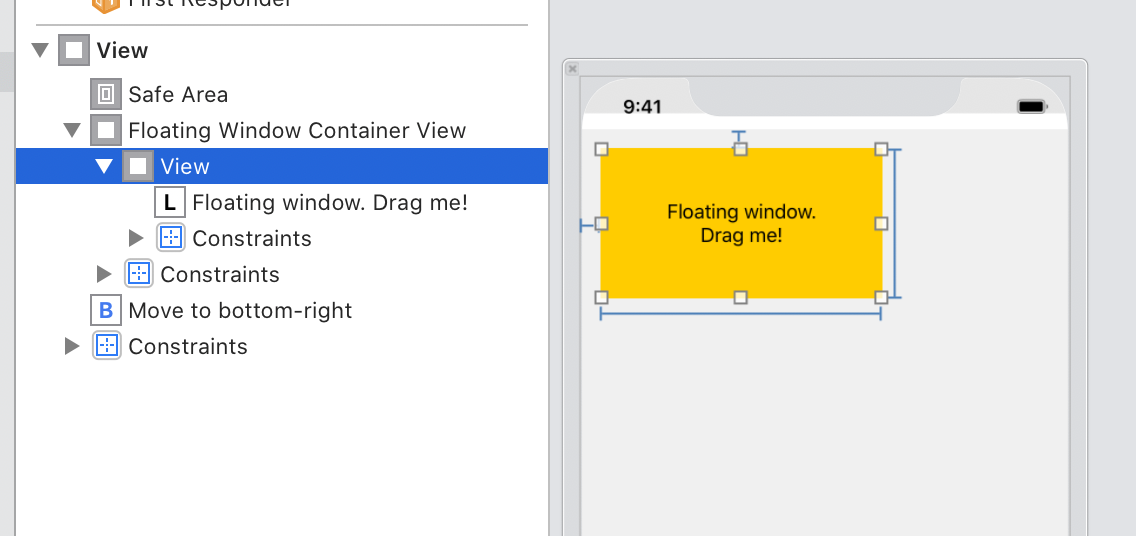 First Responder
View
Safe Area
Floating Window Container View
View
L Floating window. Drag me!
Constraints
Constraints
B Move to bottom-right
Constraints
9:41
Floating window.
Drag me!